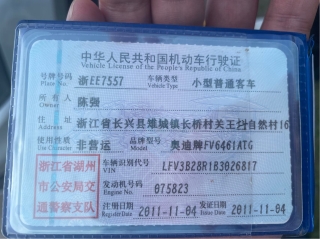 中华人民共和国机动车行驶证
Vehicle License of the People's Republic of China
号牌号码 浙EE7557 车辆类型 小型普通客车
Plate No. Vehicle Type
所有人 陈强
Owner
住址 浙江省长兴县雉城镇长桥村关王圩自然村16
Address
使用性质 非营运 品牌型号 奥迪牌FV6461ATG
Use Character Model
浙江省湖州 车辆识别代号 LFV3B28R1B3026817
市公安局交 VIN
通警察支队 发动机号码 075823
Engine No.
注册日期 2011-11-04 发证日期 2011-11-04
Register Date Issue Date